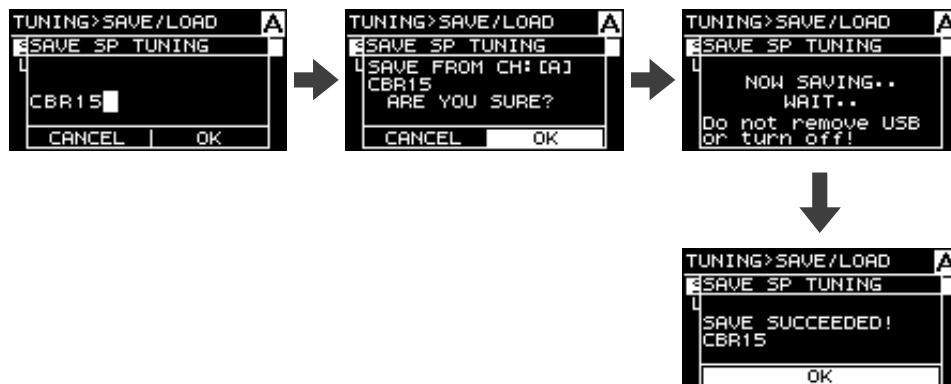 TUNING>SAVE/LOAD A
SAVE SP TUNING
CBR15
CANCEL OK
TUNING>SAVE/LOAD A
SAVE SP TUNING
SAVE FROM CH:[A]
CBR15
ARE YOU SURE?
CANCEL OK
TUNING>SAVE/LOAD A
SAVE SP TUNING
NOW SAVING..
WAIT..
Do not remove USB
or turn off!
TUNING>SAVE/LOAD A
SAVE SP TUNING
SAVE SUCCEEDED!
CBR15
OK